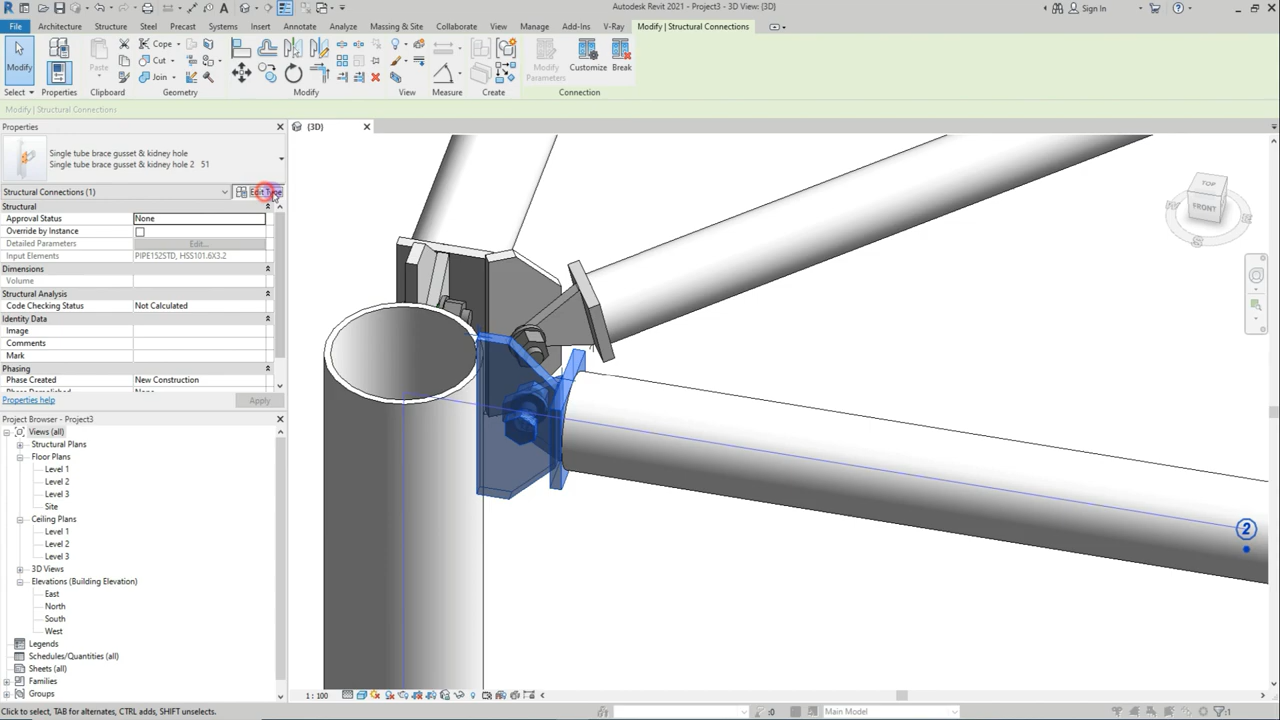 Autodesk Revit 2021 - Project3 - 3D View: {3D}
Sign In
File Architecture Structure Steel Precast Systems Insert Annotate Analyze Massing & Site Collaborate View Manage Add-Ins V-Ray Modify | Structural Connections
Modify
Paste
Cope
Cut
Join
Modify Parameters
Customize
Break
Select Properties Clipboard Geometry Modify View Measure Create Connection
Modify | Structural Connections
Properties
{3D}
Single tube brace gusset & kidney hole
Single tube brace gusset & kidney hole 2 51
Structural Connections (1)
Edit Type
Structural
Approval Status None
Override by Instance
Detailed Parameters Edit...
Input Elements PIPE152STD, HSS101.6X3.2
Dimensions
Volume
Structural Analysis
Code Checking Status Not Calculated
Identity Data
Image
Comments
Mark
Phasing
Phase Created New Construction
Properties help Apply
Project Browser - Project3
Views (all)
Structural Plans
Floor Plans
Level 1
Level 2
Level 3
Site
Ceiling Plans
Level 1
Level 2
Level 3
3D Views
Elevations (Building Elevation)
East
North
South
West
Legends
Schedules/Quantities (all)
Sheets (all)
Families
Groups
TOP
FRONT
2
1 : 100
Click to select, TAB for alternates, CTRL adds, SHIFT unselects.
:0
Main Model
:1